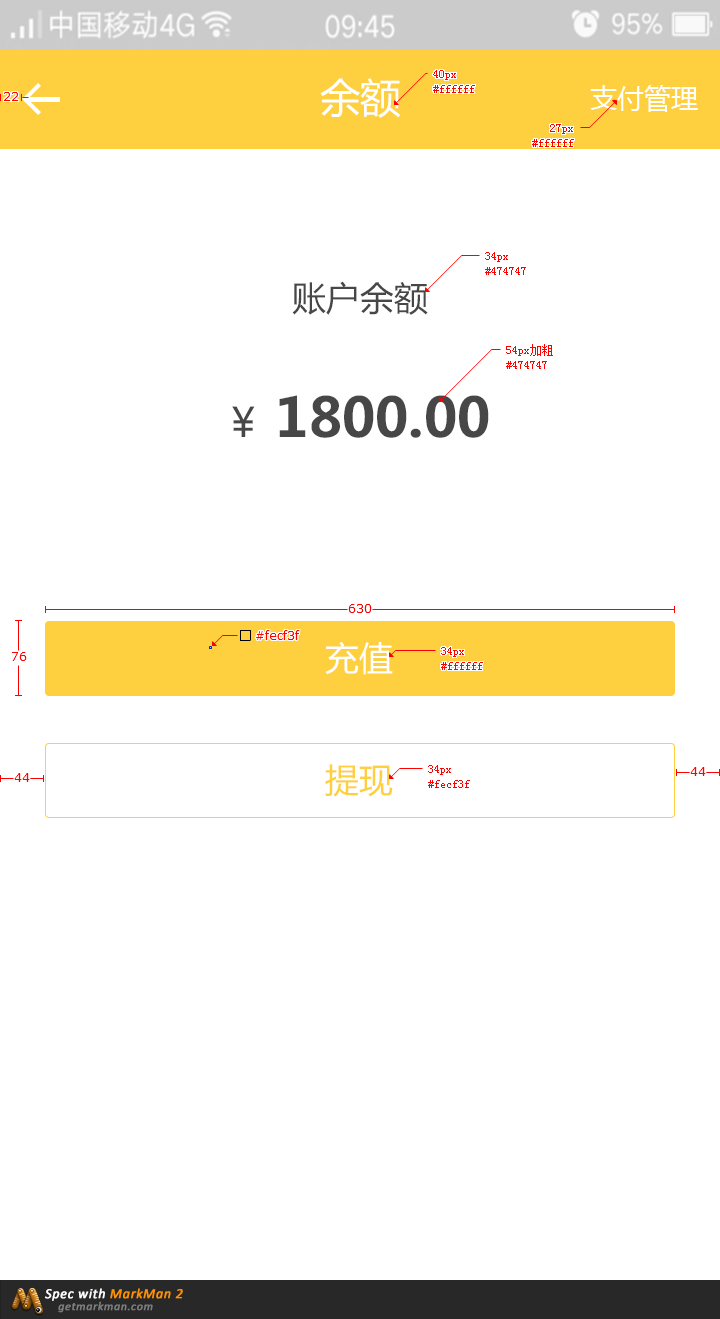 中国移动4G 09:45 95%
22 余额 支付管理
40px
#ffffff
27px
#ffffff
34px
#474747
账户余额
54px加粗
#474747
¥ 1800.00
630
#fecf3f
76
充值
34px
#ffffff
44 提现 44
34px
#fecf3f
Spec with MarkMan 2
getmarkman.com